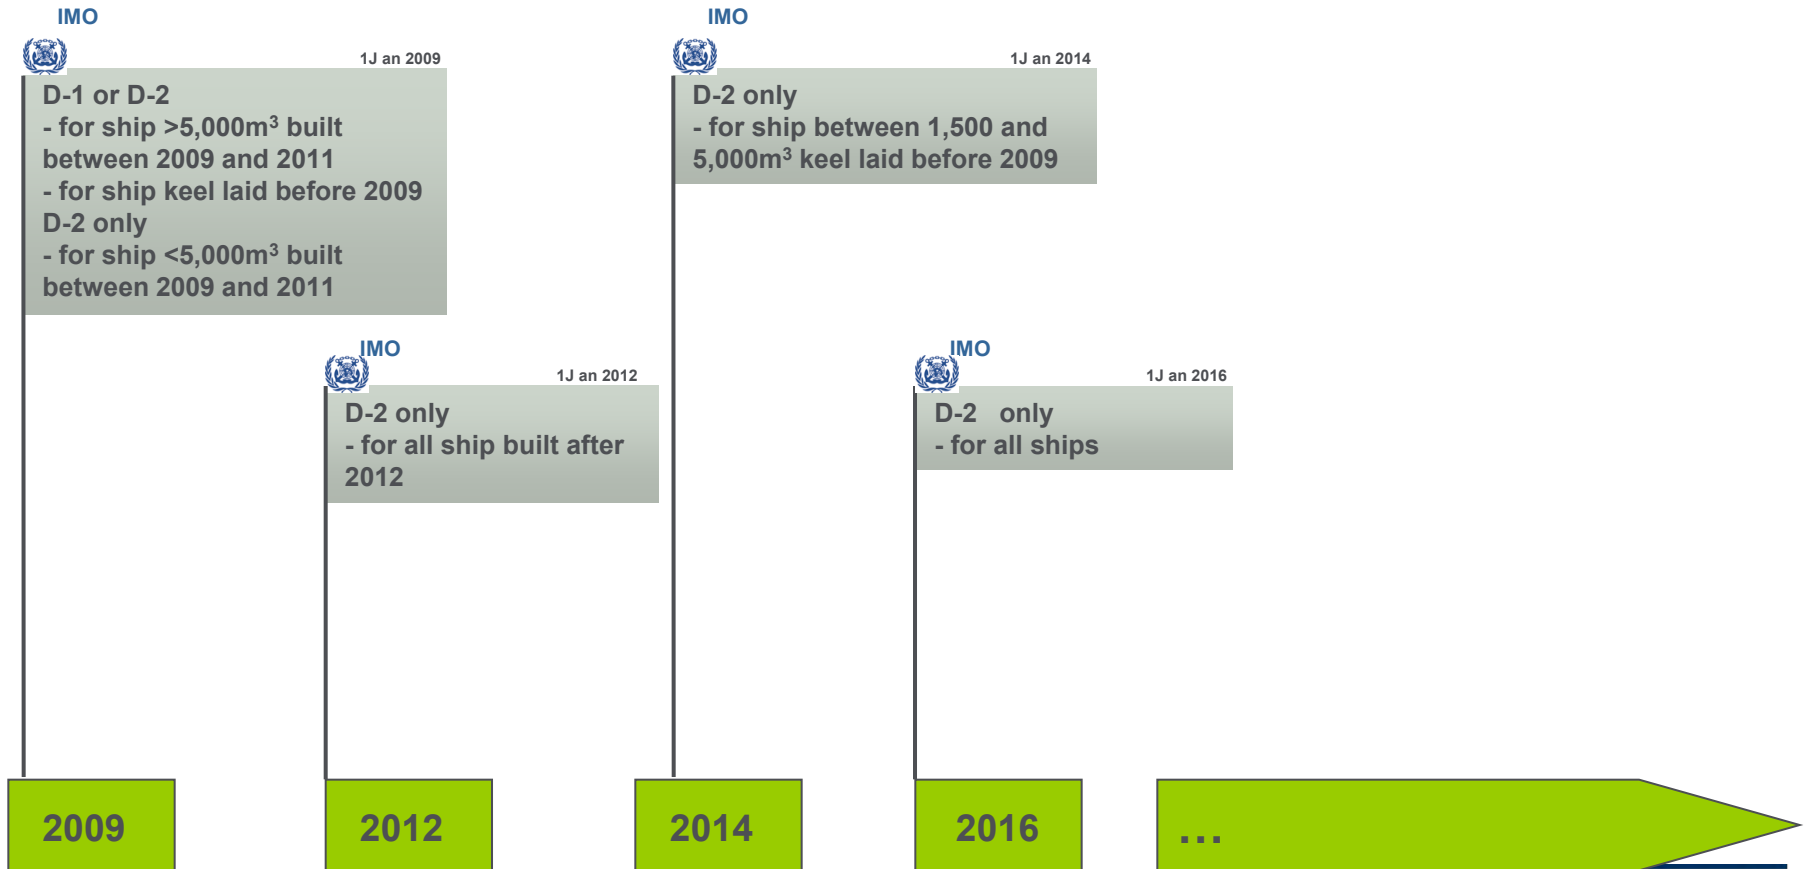 IMO
1J an 2009
D-1 or D-2
- for ship >5,000m³ built
between 2009 and 2011
- for ship keel laid before 2009
D-2 only
- for ship <5,000m³ built
between 2009 and 2011
IMO
1J an 2012
D-2 only
- for all ship built after
2012
IMO
1J an 2014
D-2 only
- for ship between 1,500 and
5,000m³ keel laid before 2009
IMO
1J an 2016
D-2 only
- for all ships
2009
2012
2014
2016
...